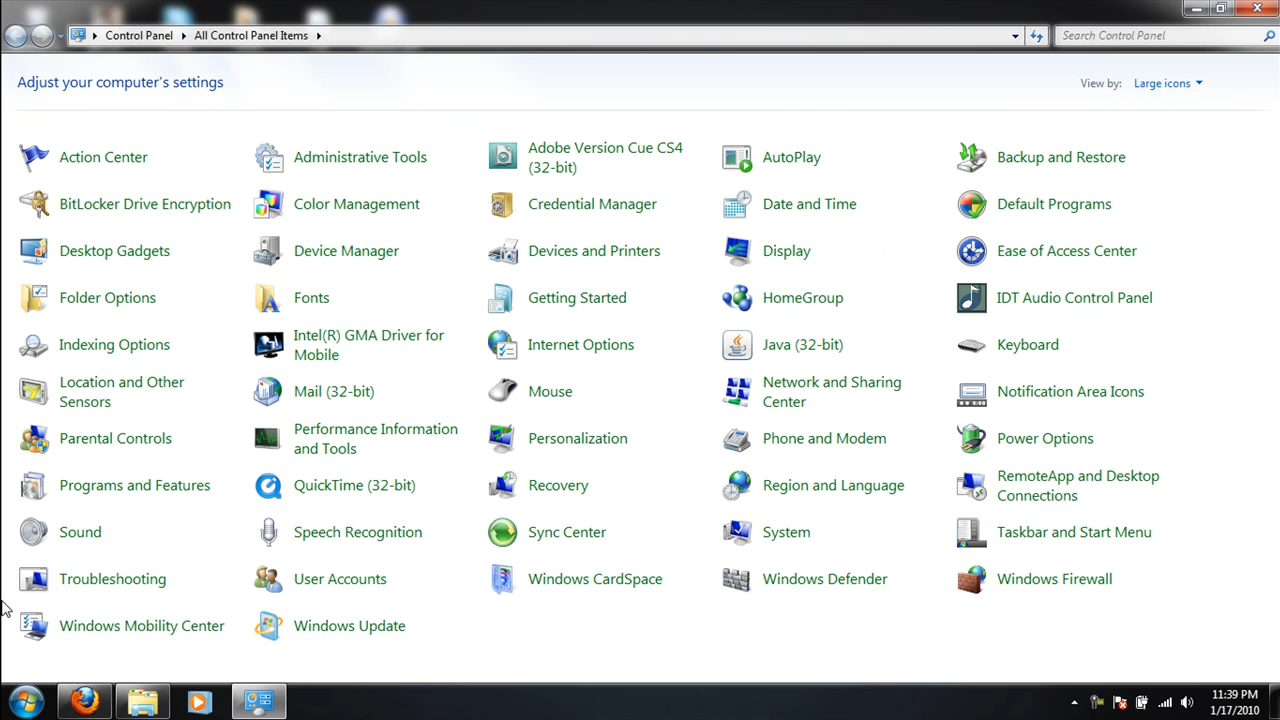 Control Panel All Control Panel Items Search Control Panel
Adjust your computer's settings View by: Large icons
Action Center Administrative Tools Adobe Version Cue CS4 AutoPlay Backup and Restore
(32-bit)
BitLocker Drive Encryption Color Management Credential Manager Date and Time Default Programs
Desktop Gadgets Device Manager Devices and Printers Display Ease of Access Center
Folder Options Fonts Getting Started HomeGroup IDT Audio Control Panel
Indexing Options Intel(R) GMA Driver for Internet Options Java (32-bit) Keyboard
Mobile
Location and Other Mail (32-bit) Mouse Network and Sharing Notification Area Icons
Sensors Center
Parental Controls Performance Information Personalization Phone and Modem Power Options
and Tools
Programs and Features QuickTime (32-bit) Recovery Region and Language RemoteApp and Desktop
Connections
Sound Speech Recognition Sync Center System Taskbar and Start Menu
Troubleshooting User Accounts Windows CardSpace Windows Defender Windows Firewall
Windows Mobility Center Windows Update
11:39 PM
1/17/2010